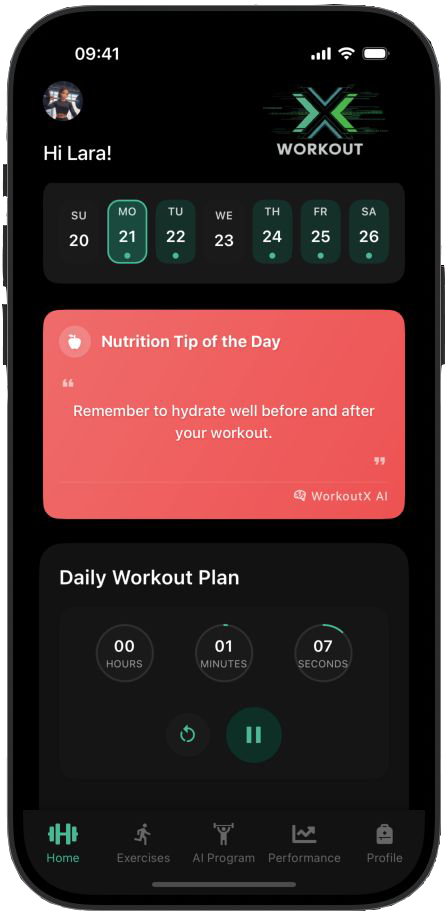 09:41
WORKOUT
Hi Lara!
SU MO TU WE TH FR SA
20 21 22 23 24 25 26
Nutrition Tip of the Day
“
Remember to hydrate well before and after
your workout.
”
WorkoutX AI
Daily Workout Plan
00 01 07
HOURS MINUTES SECONDS
Home Exercises AI Program Performance Profile